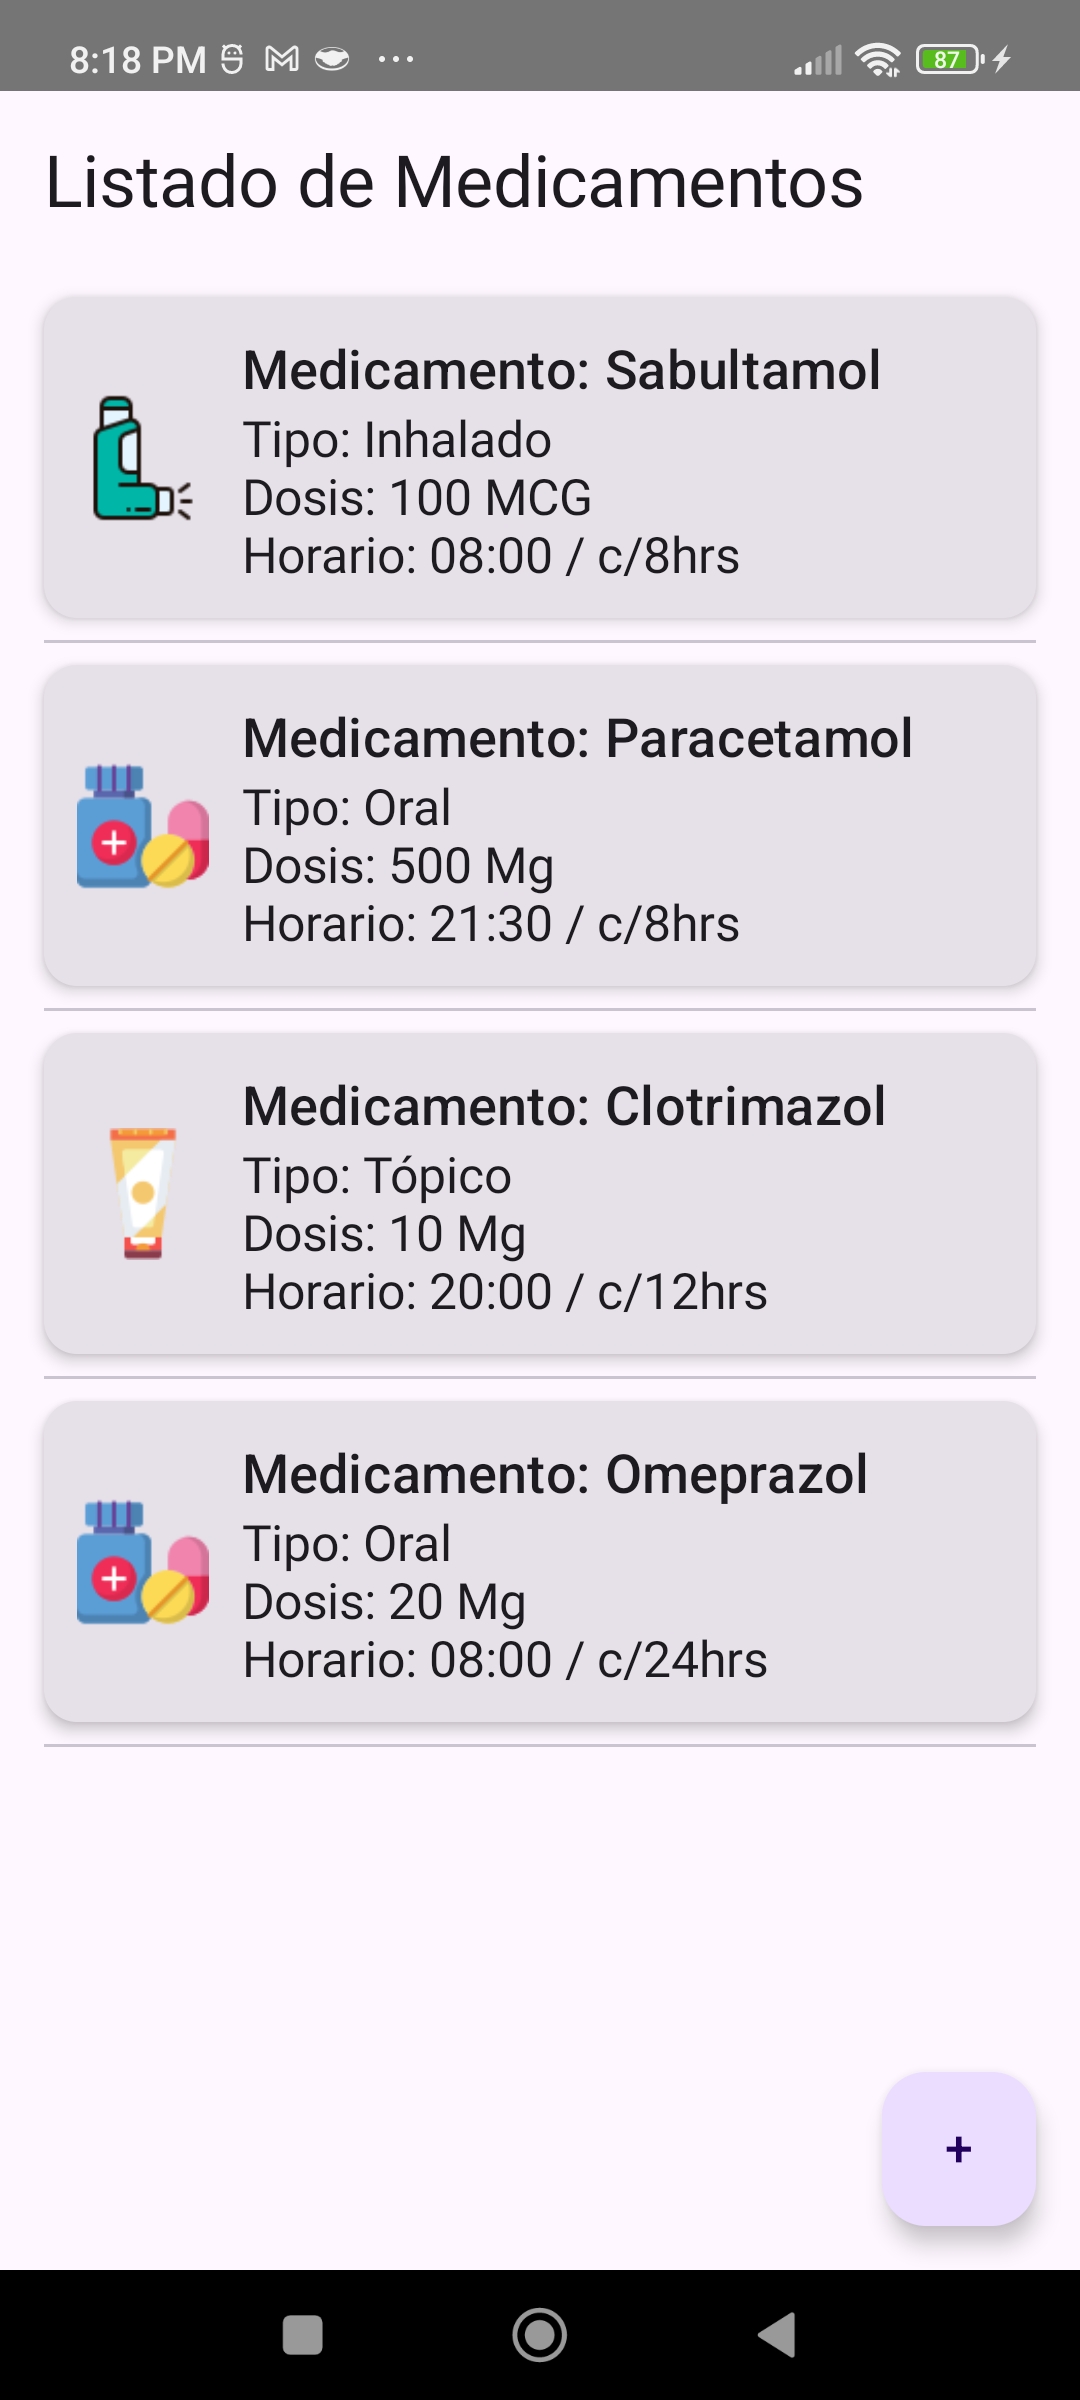 8:18 PM
87
Listado de Medicamentos
Medicamento: Sabultamol
Tipo: Inhalado
Dosis: 100 MCG
Horario: 08:00 / c/8hrs
Medicamento: Paracetamol
Tipo: Oral
Dosis: 500 Mg
Horario: 21:30 / c/8hrs
Medicamento: Clotrimazol
Tipo: Tópico
Dosis: 10 Mg
Horario: 20:00 / c/12hrs
Medicamento: Omeprazol
Tipo: Oral
Dosis: 20 Mg
Horario: 08:00 / c/24hrs
+